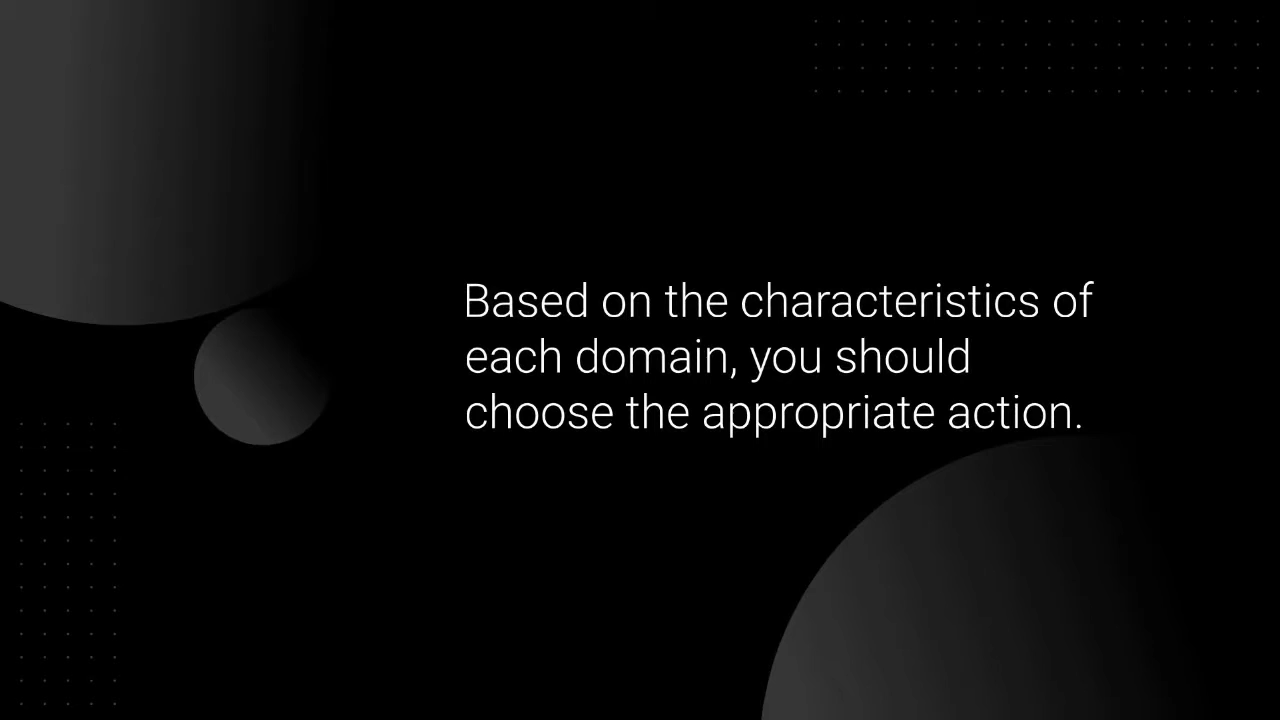 Based on the characteristics of
each domain, you should
choose the appropriate action.